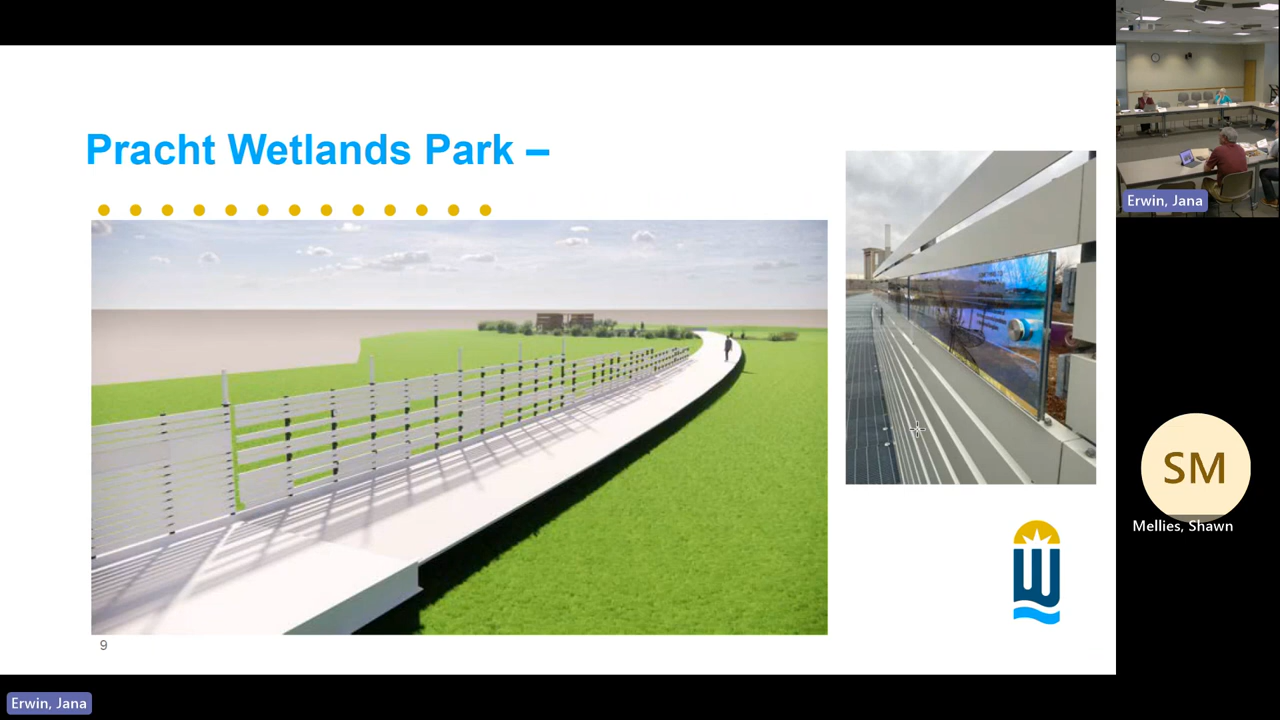 Pracht Wetlands Park –
9
W
Erwin, Jana
SM
Mellies, Shawn
Erwin, Jana